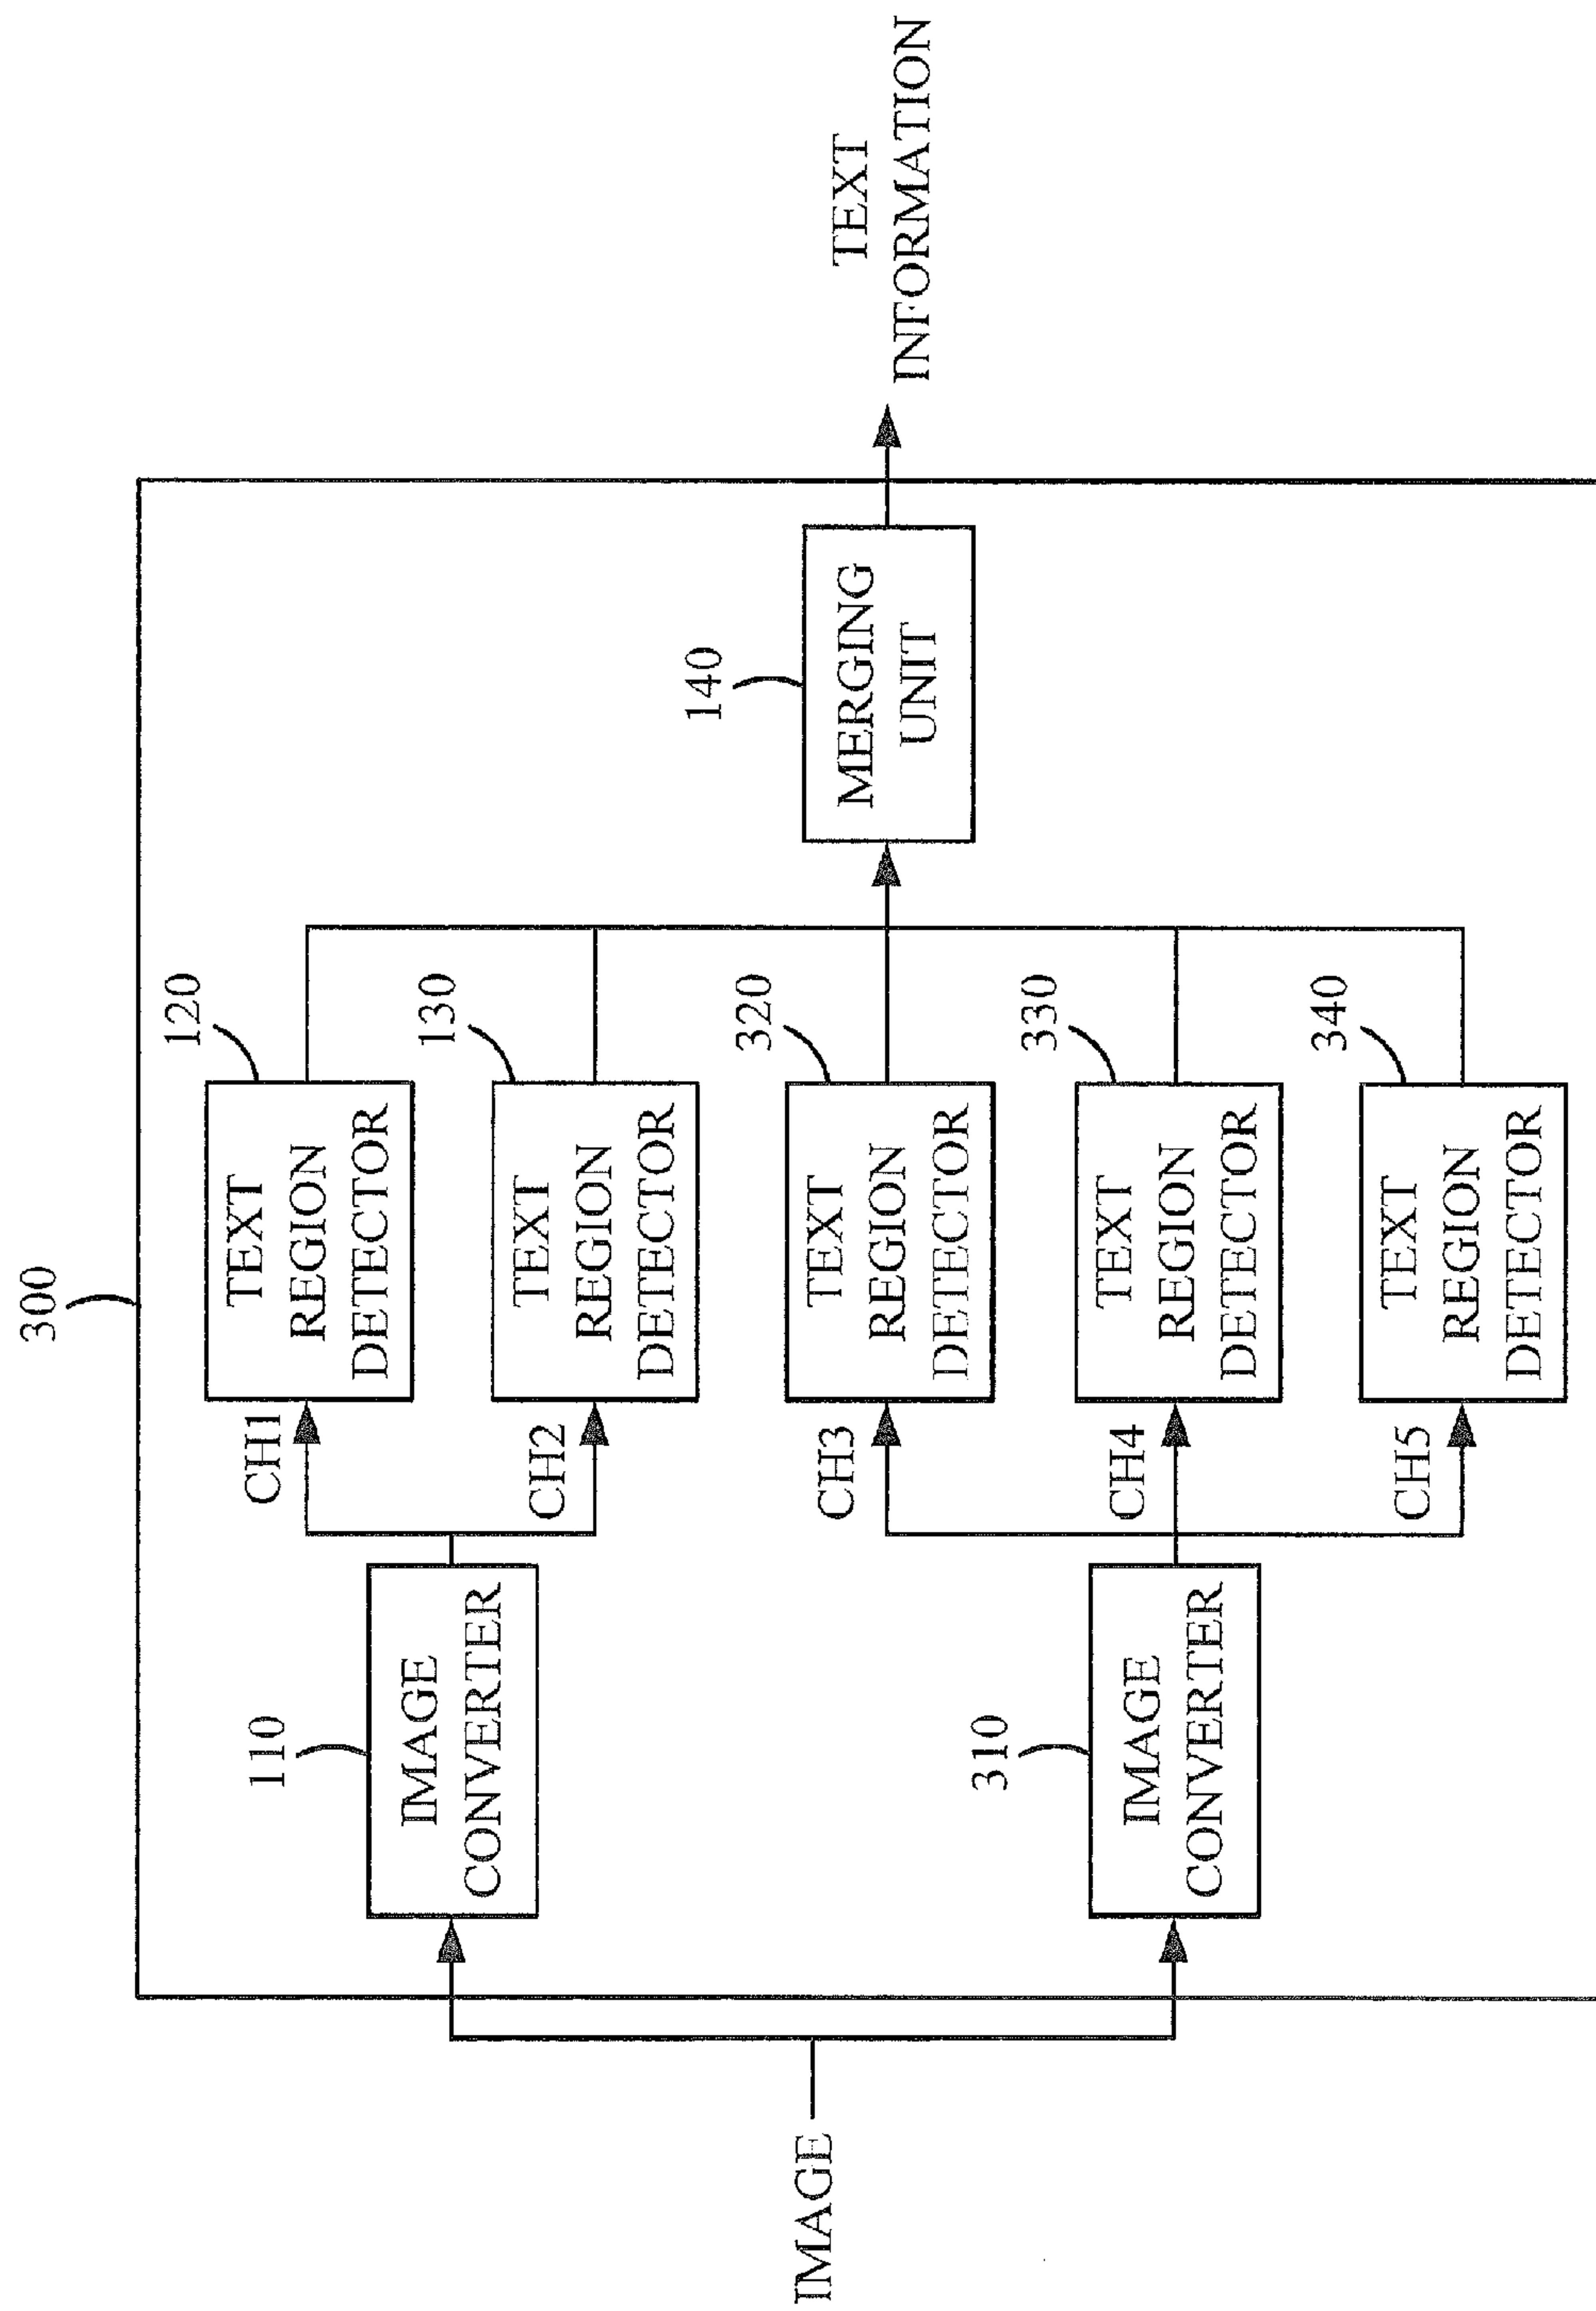 300
IMAGE
110
IMAGE
CONVERTER
CH1
120
TEXT
REGION
DETECTOR
CH2
130
TEXT
REGION
DETECTOR
310
IMAGE
CONVERTER
CH3
320
TEXT
REGION
DETECTOR
CH4
330
TEXT
REGION
DETECTOR
CH5
340
TEXT
REGION
DETECTOR
140
MERGING
UNIT
TEXT
INFORMATION